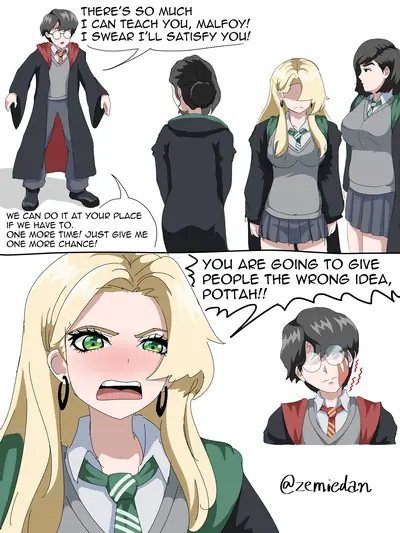 THERE'S SO MUCH
I CAN TEACH YOU, MALFOY!
I SWEAR I'LL SATISFY YOU!
WE CAN DO IT AT YOUR PLACE
IF WE HAVE TO.
ONE MORE TIME! JUST GIVE ME
ONE MORE CHANCE!
YOU ARE GOING TO GIVE
PEOPLE THE WRONG IDEA,
POTTAH!!
@zemiedan